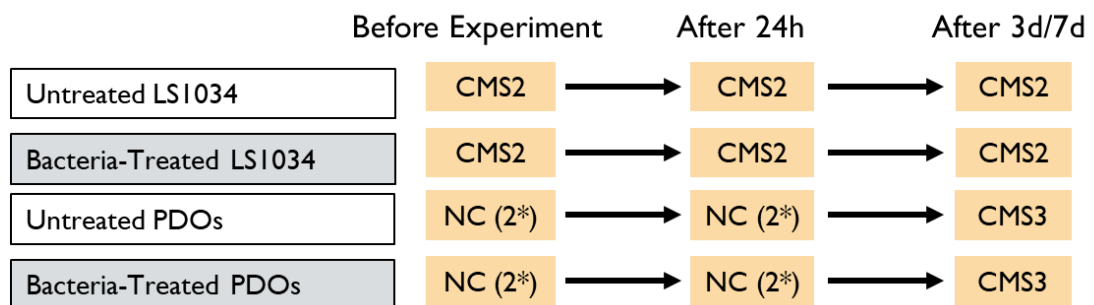 Before Experiment After 24h After 3d/7d
Untreated LS1034 CMS2 CMS2 CMS2
Bacteria-Treated LS1034 CMS2 CMS2 CMS2
Untreated PDOs NC (2*) NC (2*) CMS3
Bacteria-Treated PDOs NC (2*) NC (2*) CMS3